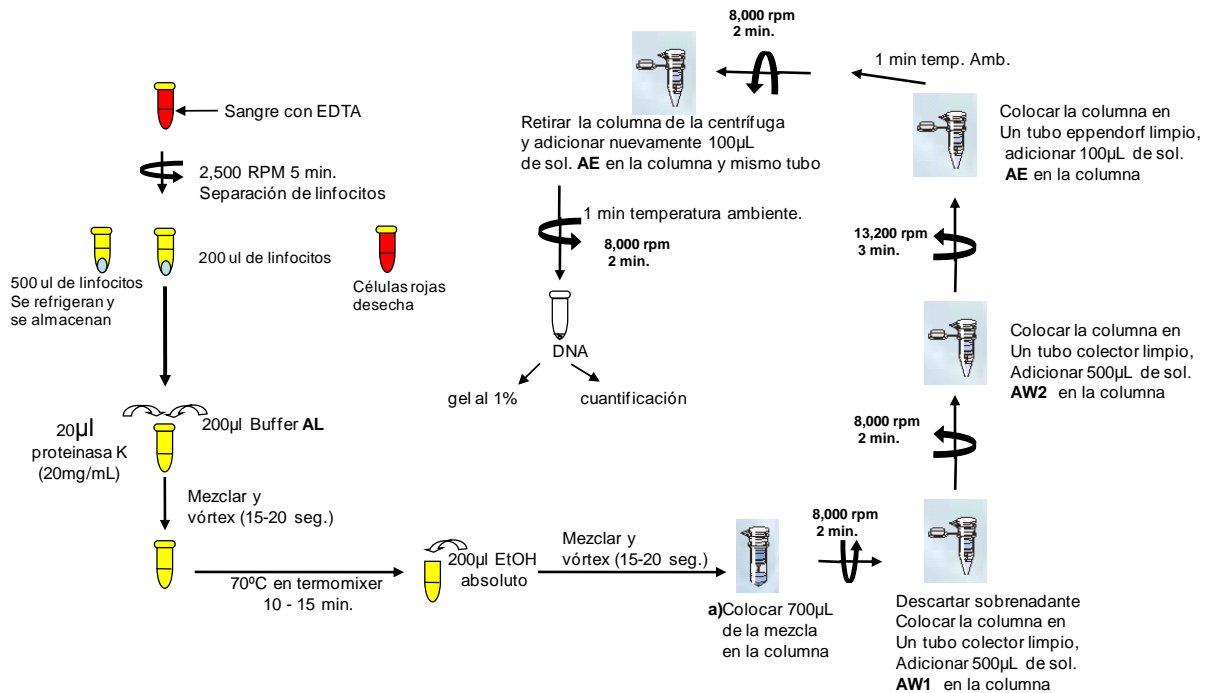 Sangre con EDTA
2,500 RPM 5 min.
Separación de linfocitos
500 ul de linfocitos
Se refrigeran y
se almacenan
200 ul de linfocitos
Células rojas
desecha
20µl
proteinasa K
(20mg/mL)
200µl Buffer AL
Mezclar y
vórtex (15-20 seg.)
70ºC en termomixer
10 - 15 min.
200µl EtOH
absoluto
Mezclar y
vórtex (15-20 seg.)
a)Colocar 700µL
de la mezcla
en la columna
8,000 rpm
2 min.
Descartar sobrenadante
Colocar la columna en
Un tubo colector limpio,
Adicionar 500µL de sol.
AW1 en la columna
8,000 rpm
2 min.
Colocar la columna en
Un tubo colector limpio,
Adicionar 500µL de sol.
AW2 en la columna
13,200 rpm
3 min.
Colocar la columna en
Un tubo eppendorf limpio,
adicionar 100µL de sol.
AE en la columna
1 min temp. Amb.
8,000 rpm
2 min.
Retirar la columna de la centrífuga
y adicionar nuevamente 100µL
de sol. AE en la columna y mismo tubo
1 min temperatura ambiente.
8,000 rpm
2 min.
DNA
gel al 1%
cuantificación